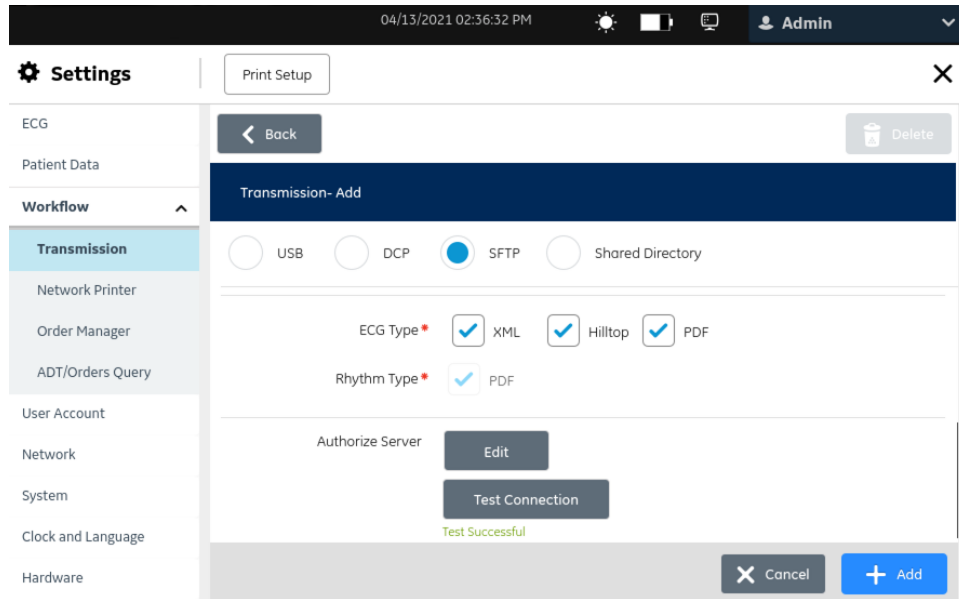 04/13/2021 02:36:32 PM
Admin
Settings
Print Setup
ECG
Patient Data
Workflow
Transmission
Network Printer
Order Manager
ADT/Orders Query
User Account
Network
System
Clock and Language
Hardware
Back
Delete
Transmission- Add
USB DCP SFTP Shared Directory
ECG Type* XML Hilltop PDF
Rhythm Type* PDF
Authorize Server Edit
Test Connection
Test Successful
Cancel Add